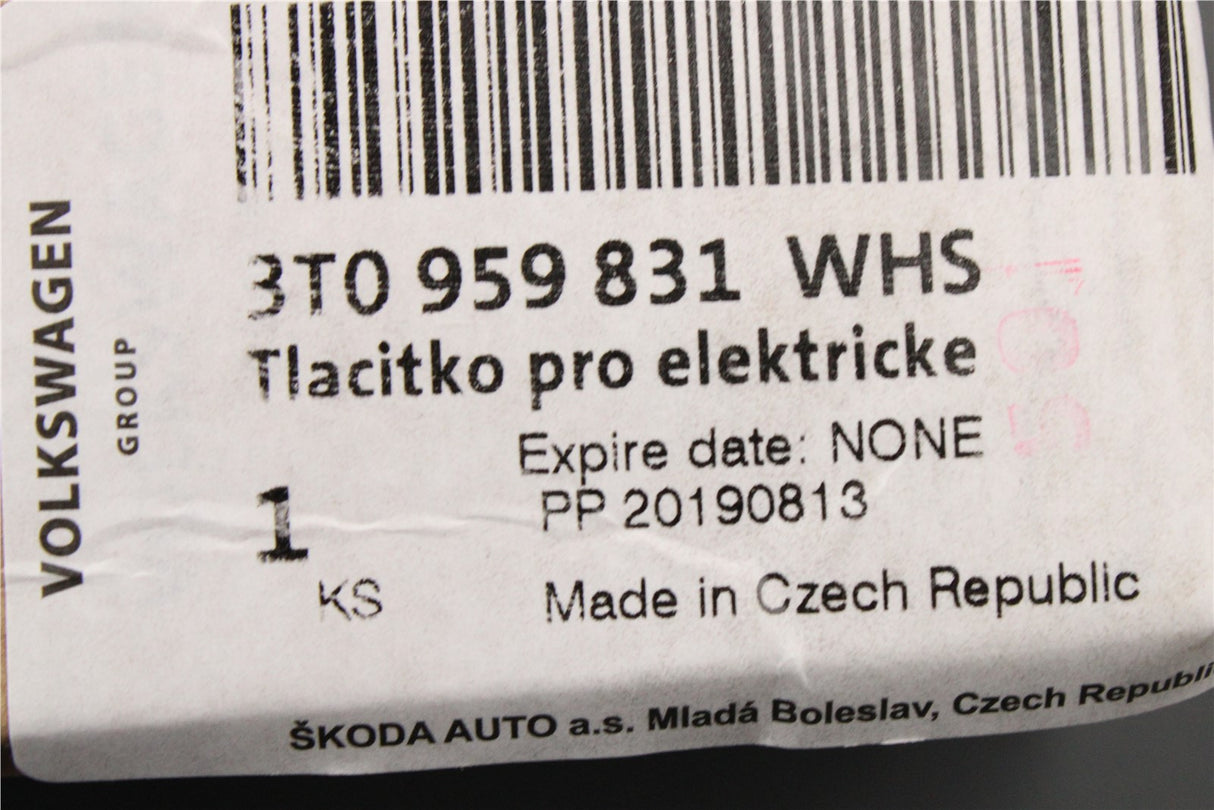 VOLKSWAGEN
GROUP
3T0 959 831 WHS
Tlacitko pro elektricke
Expire date: NONE
1
PP 20190813
KS
Made in Czech Republic
ŠKODA AUTO a.s. Mladá Boleslav, Czech Republi